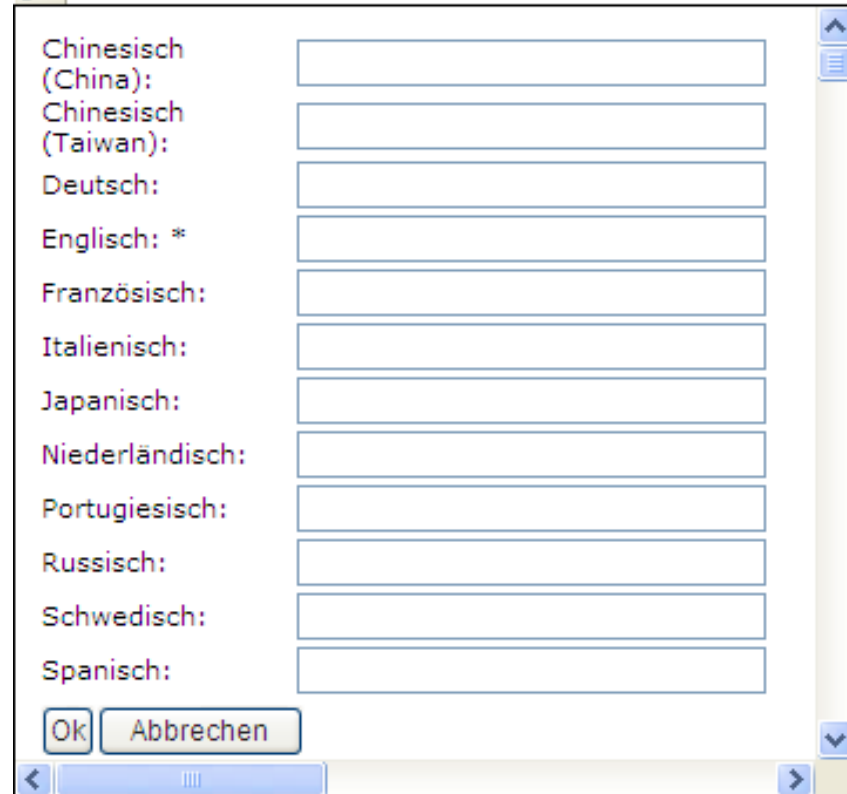 Chinesisch
(China):
Chinesisch
(Taiwan):
Deutsch:
Englisch: *
Französisch:
Italienisch:
Japanisch:
Niederländisch:
Portugiesisch:
Russisch:
Schwedisch:
Spanisch:
Ok Abbrechen